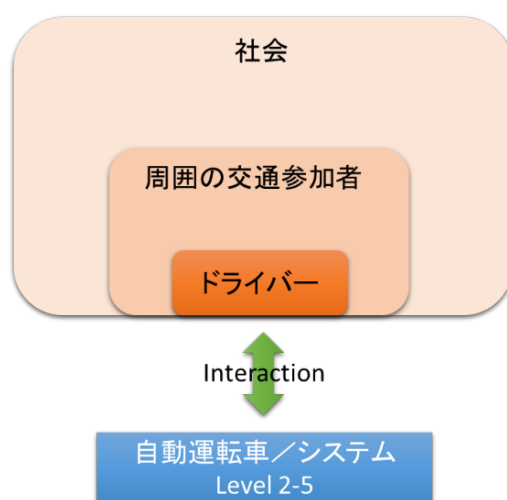 社会
周囲の交通参加者
ドライバー
Interaction
自動運転車／システム
Level 2-5